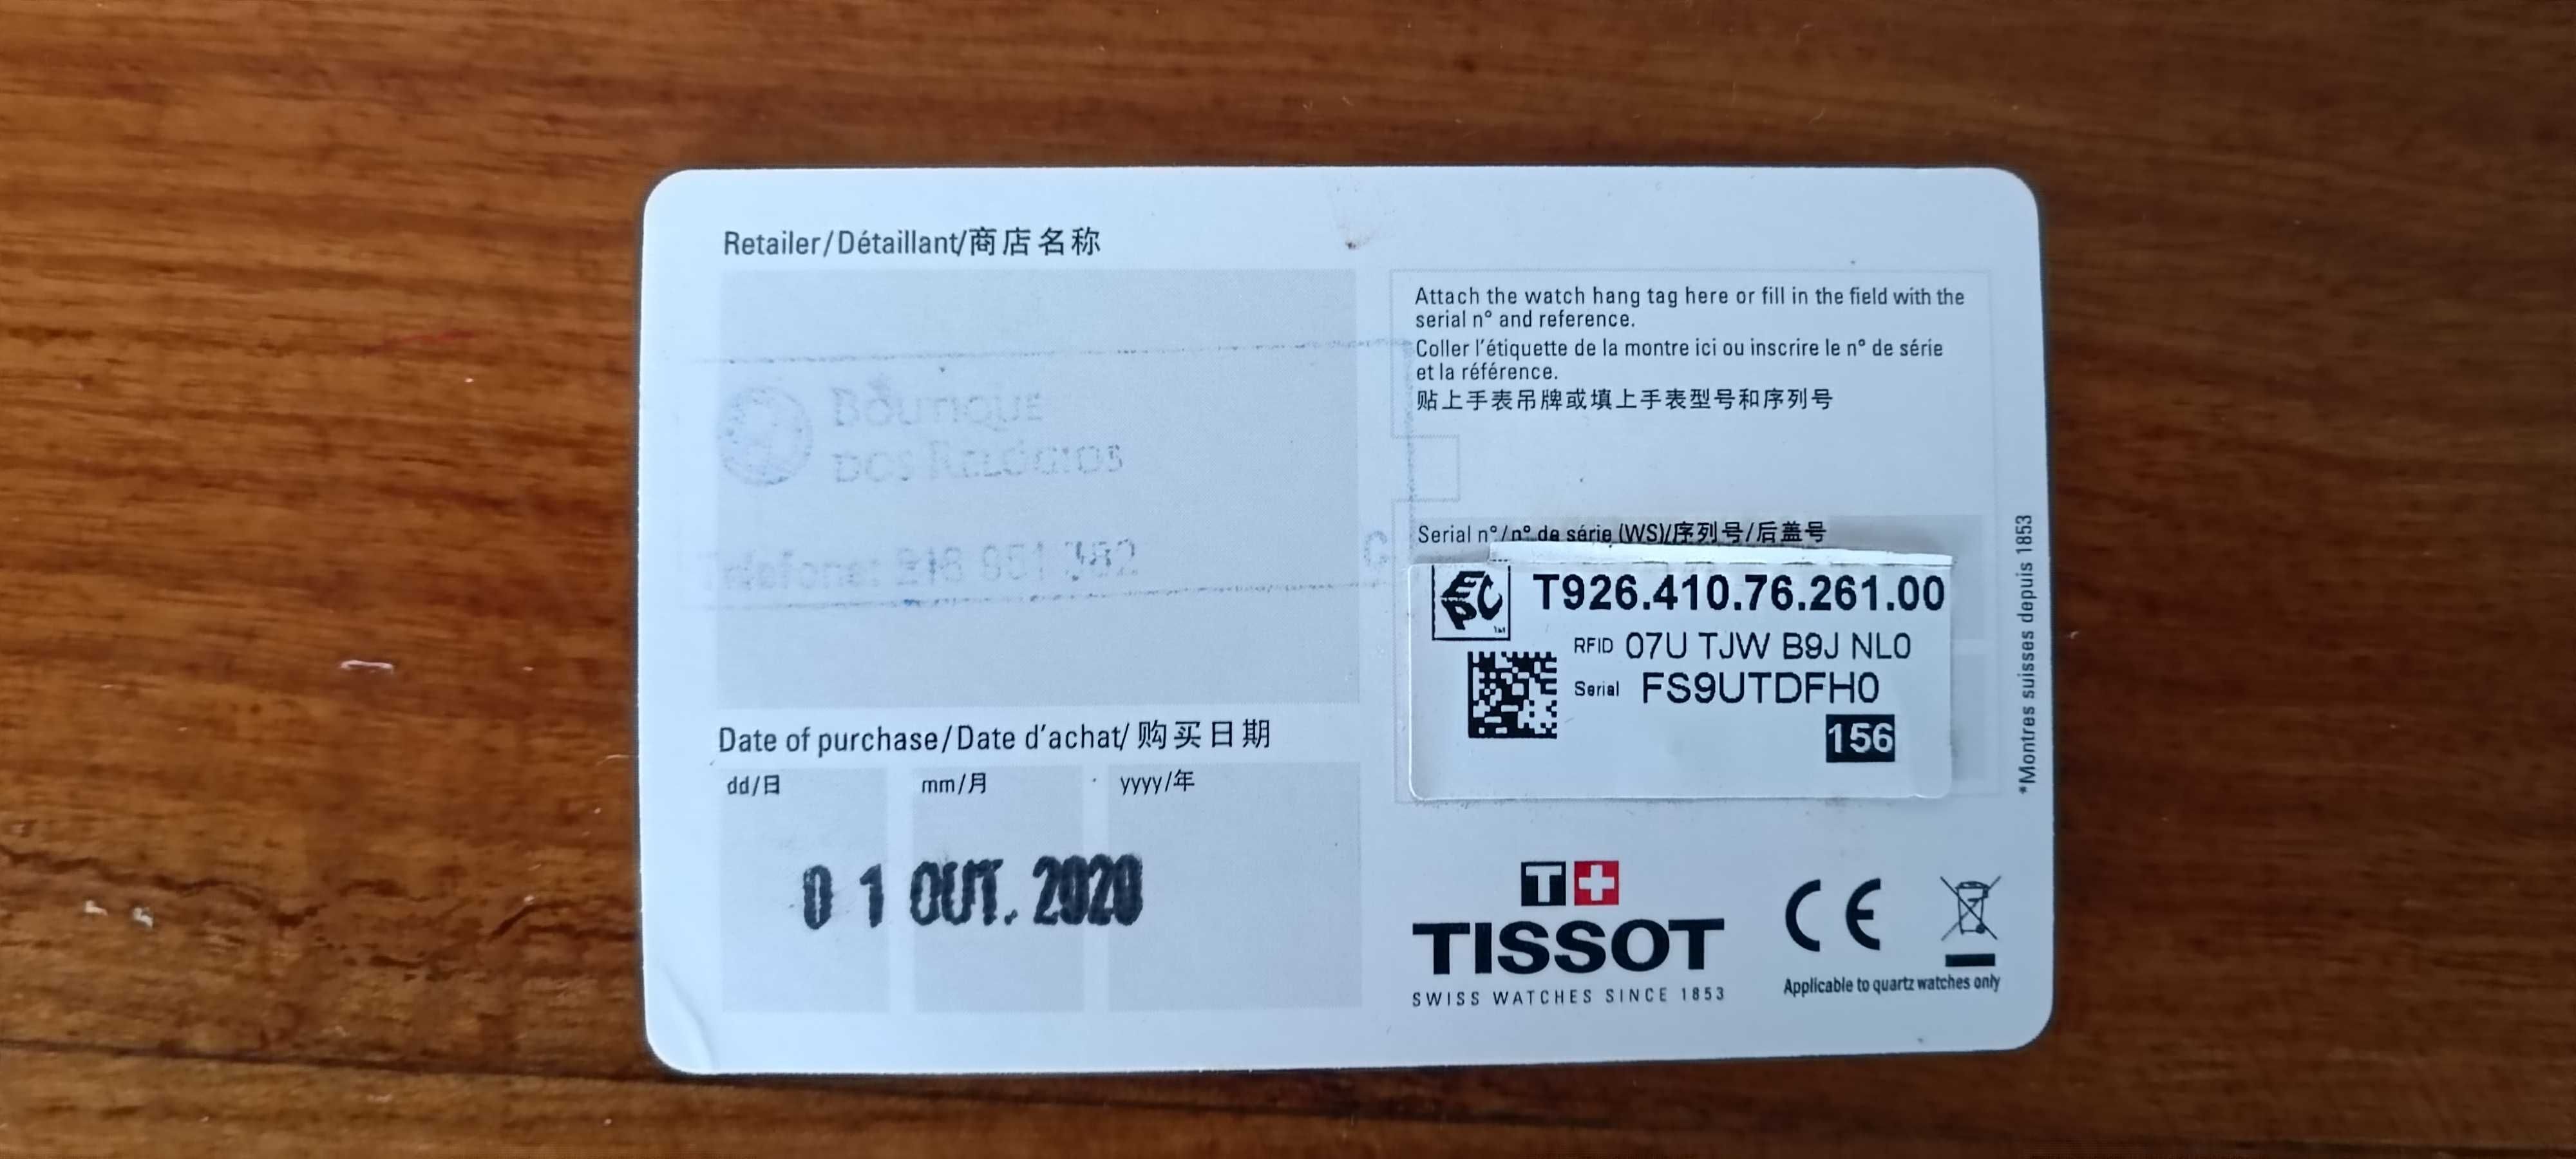 Retailer/Détaillant/商店名称
BOUTIQUE
DOS RELÓGIOS
Telefone: 218 951
Date of purchase/Date d'achat/购买日期
dd/日 mm/月 yyyy/年
01 OUT. 2020
Attach the watch hang tag here or fill in the field with the
serial n° and reference.
Coller l'étiquette de la montre ici ou inscrire le n° de série
et la référence.
贴上手表吊牌或填上手表型号和序列号
Serial n°/n° de série (WS)/序列号/后盖号
EPC T926.410.76.261.00
RFID 07U TJW B9J NL0
Serial FS9UTDFH0
156
T+
TISSOT
SWISS WATCHES SINCE 1853
CE
Applicable to quartz watches only
*Montres suisses depuis 1853